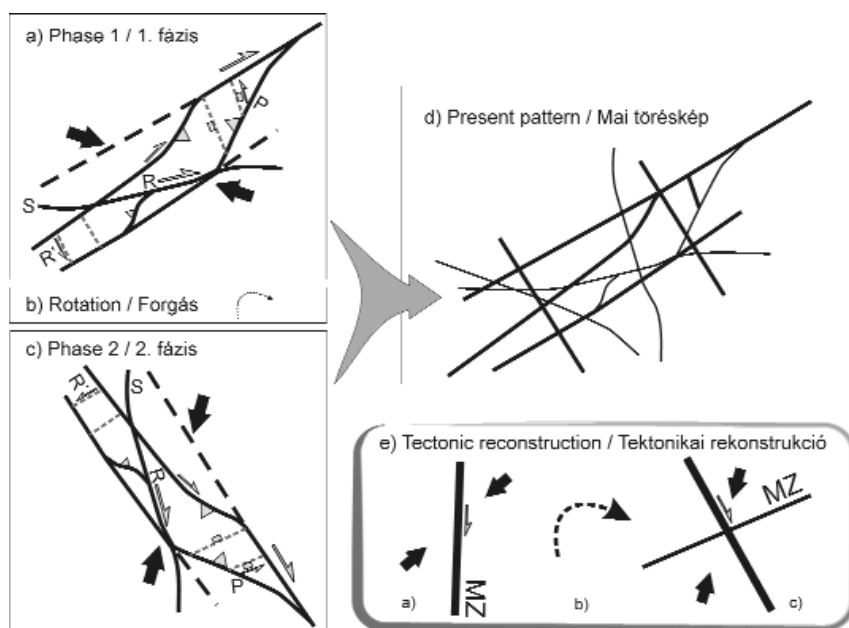 a) Phase 1 / 1. fázis
P
R
S
R'
b) Rotation / Forgás
c) Phase 2 / 2. fázis
R'
S
R
P
d) Present pattern / Mai töréskép
e) Tectonic reconstruction / Tektonikai rekonstrukció
MZ
MZ
a)
b)
c)